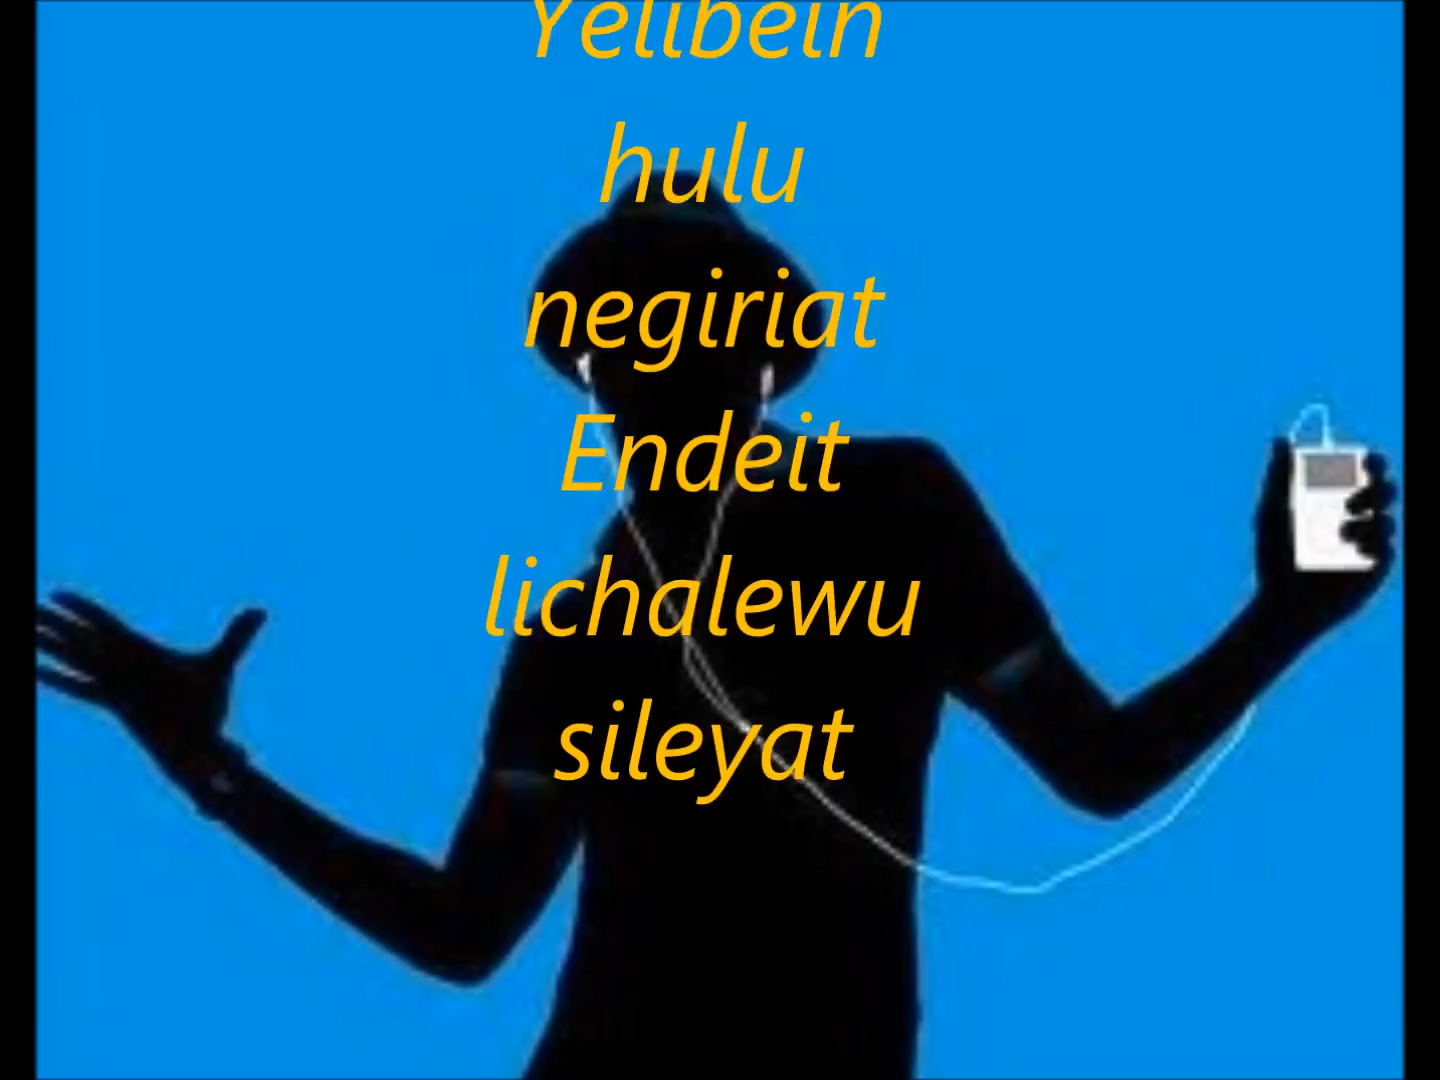 Yelibein
hulu
negiriat
Endeit
lichalewu
sileyat